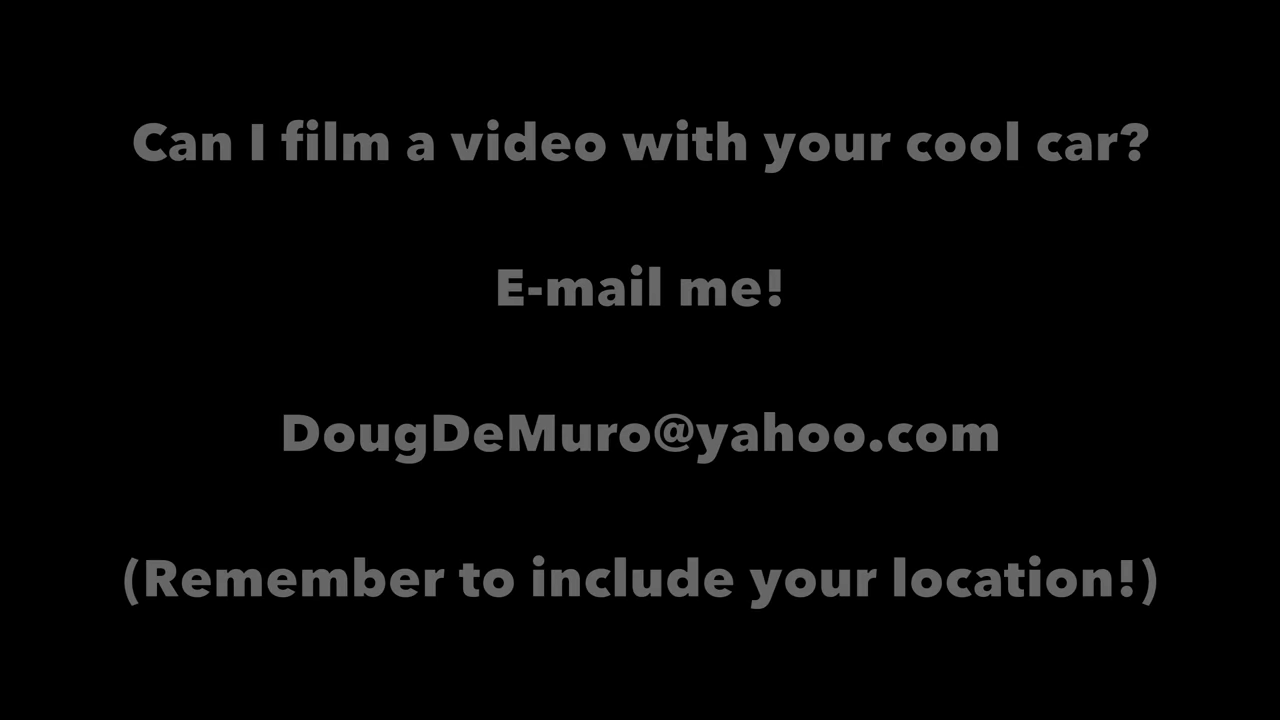 Can I film a video with your cool car?
E-mail me!
DougDeMuro@yahoo.com
(Remember to include your location!)